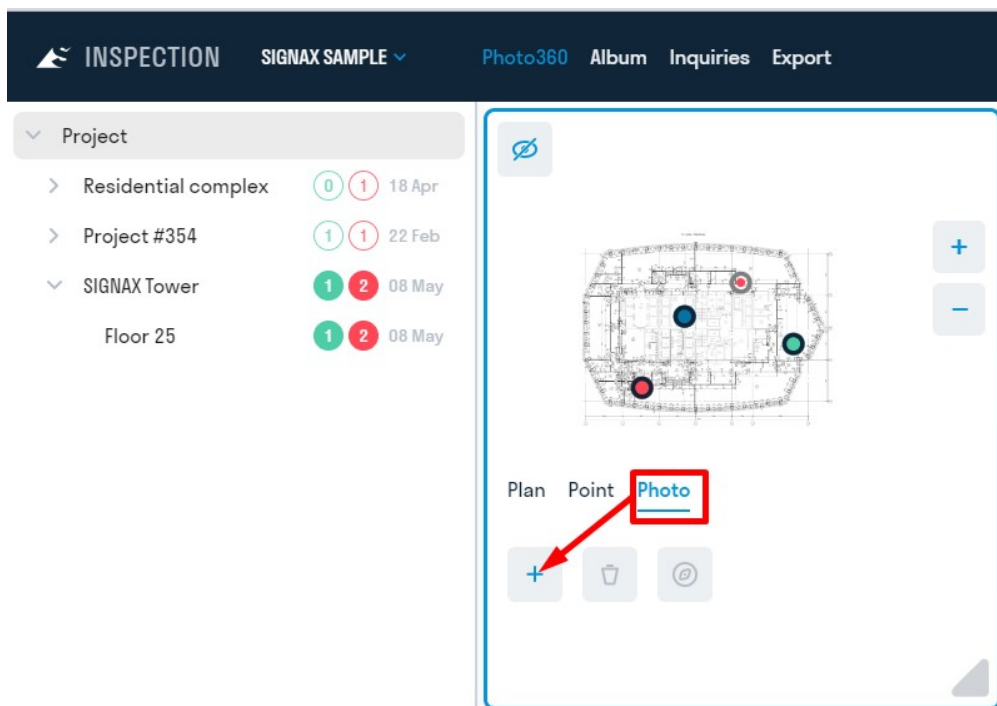 INSPECTION SIGNAX SAMPLE Photo360 Album Inquiries Export
Project
Residential complex 0 1 18 Apr
Project #354 1 1 22 Feb
SIGNAX Tower 1 2 08 May
Floor 25 1 2 08 May
Plan Point Photo